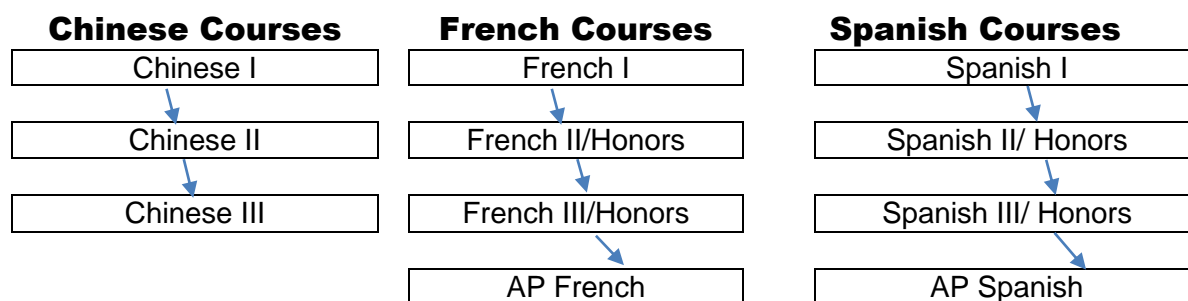 Chinese Courses
Chinese I
Chinese II
Chinese III
French Courses
French I
French II/Honors
French III/Honors
AP French
Spanish Courses
Spanish I
Spanish II/ Honors
Spanish III/ Honors
AP Spanish